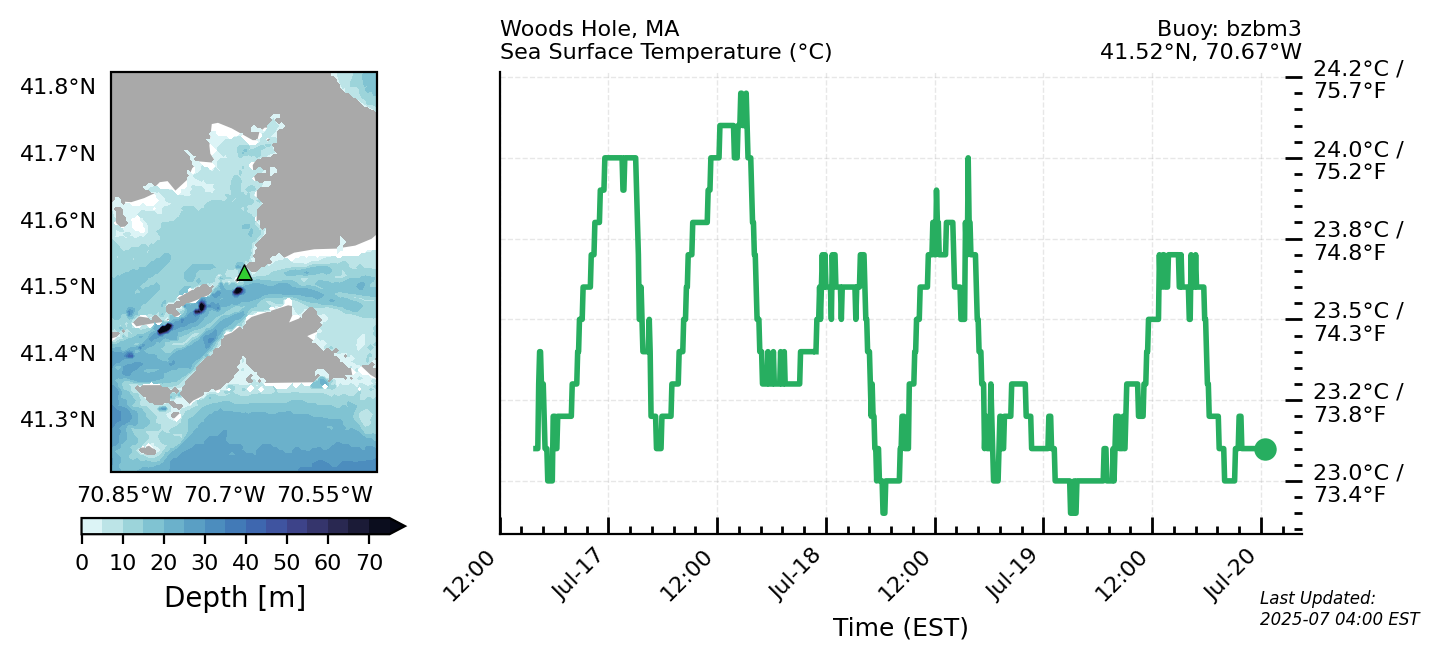 Woods Hole, MA
Sea Surface Temperature (°C)
Buoy: bzbm3
41.52°N, 70.67°W
41.8°N
41.7°N
41.6°N
41.5°N
41.4°N
41.3°N
70.85°W 70.7°W 70.55°W
0 10 20 30 40 50 60 70
Depth [m]
24.2°C /
75.7°F
24.0°C /
75.2°F
23.8°C /
74.8°F
23.5°C /
74.3°F
23.2°C /
73.8°F
23.0°C /
73.4°F
12:00 Jul-17 12:00 Jul-18 12:00 Jul-19 12:00 Jul-20
Time (EST)
Last Updated:
2025-07 04:00 EST